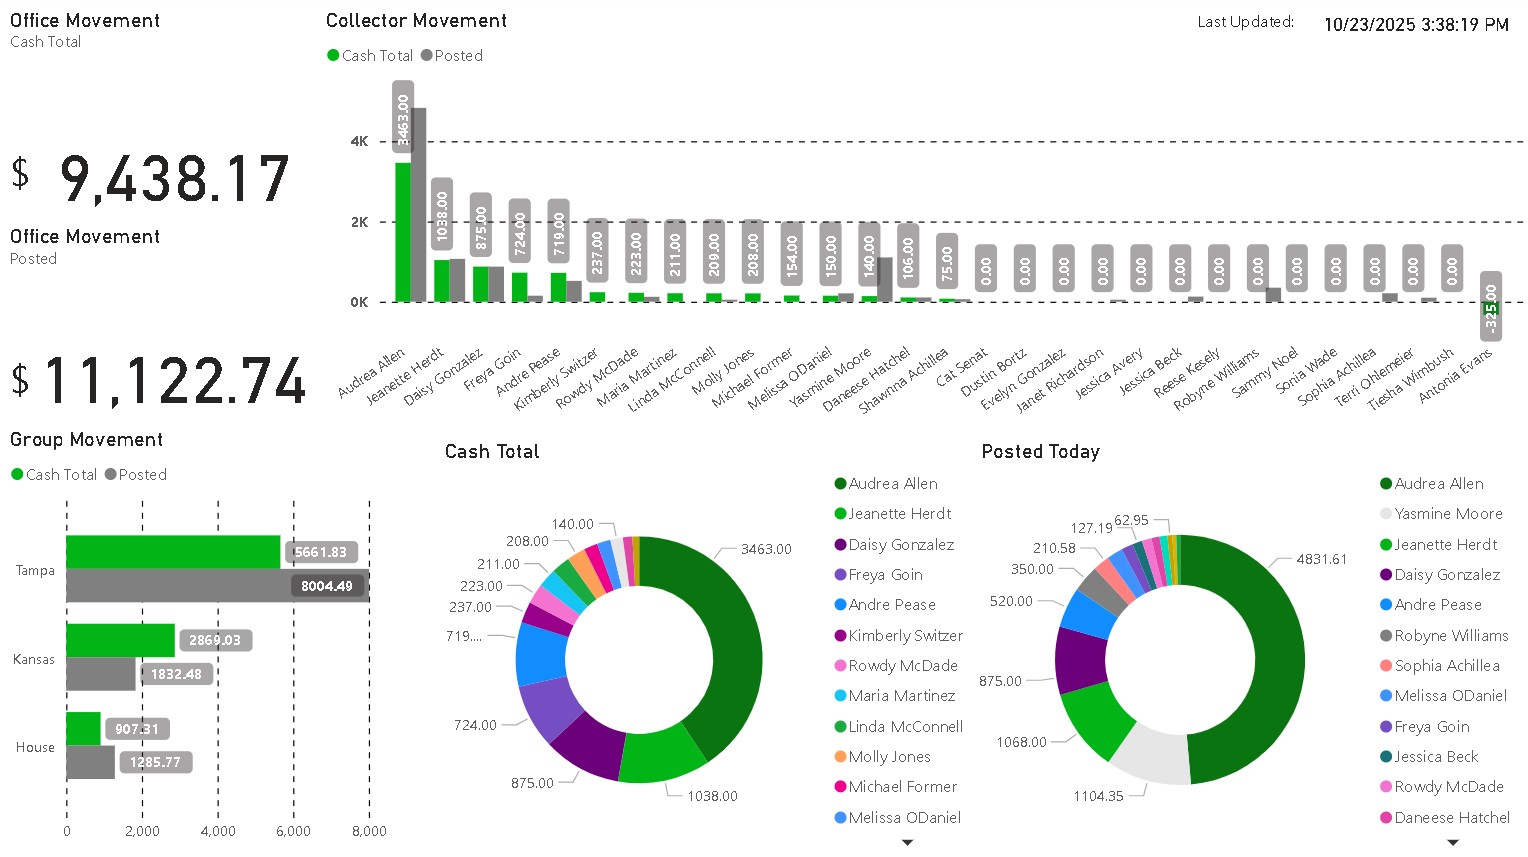 Office Movement
Cash Total
$ 9,438.17
Office Movement
Posted
$ 11,122.74
Collector Movement
Cash Total Posted
Last Updated: 10/23/2025 3:38:19 PM
4K
2K
0K
3463.00
1038.00
875.00
724.00
719.00
237.00
223.00
211.00
209.00
208.00
154.00
150.00
140.00
106.00
75.00
0.00
0.00
0.00
0.00
0.00
0.00
0.00
0.00
0.00
0.00
0.00
0.00
0.00
-325.00
Audrea Allen
Jeanette Herdt
Daisy Gonzalez
Freya Goin
Andre Pease
Kimberly Switzer
Rowdy McDade
Maria Martinez
Linda McConnell
Molly Jones
Michael Former
Melissa ODaniel
Yasmine Moore
Daneese Hatchel
Shawnna Achillea
Cat Senat
Dustin Bortz
Evelyn Gonzalez
Janet Richardson
Jessica Avery
Jessica Beck
Reese Kesely
Robyne Williams
Sammy Noel
Sonia Wade
Sophia Achillea
Terri Ohlemeier
Tiesha Wimbush
Antonia Evans
Group Movement
Cash Total Posted
Tampa
5661.83
8004.49
Kansas
2869.03
1832.48
House
907.31
1285.77
0 2,000 4,000 6,000 8,000
Cash Total
140.00
208.00
211.00
223.00
237.00
719....
724.00
875.00
1038.00
3463.00
Audrea Allen
Jeanette Herdt
Daisy Gonzalez
Freya Goin
Andre Pease
Kimberly Switzer
Rowdy McDade
Maria Martinez
Linda McConnell
Molly Jones
Michael Former
Melissa ODaniel
Posted Today
62.95
127.19
210.58
350.00
520.00
875.00
1068.00
1104.35
4831.61
Audrea Allen
Yasmine Moore
Jeanette Herdt
Daisy Gonzalez
Andre Pease
Robyne Williams
Sophia Achillea
Melissa ODaniel
Freya Goin
Jessica Beck
Rowdy McDade
Daneese Hatchel